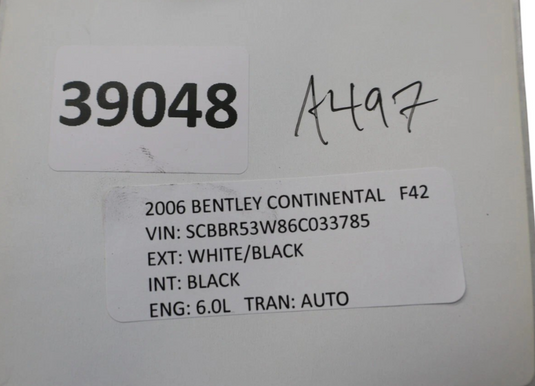 39048
A497
2006 BENTLEY CONTINENTAL F42
VIN: SCBBR53W86C033785
EXT: WHITE/BLACK
INT: BLACK
ENG: 6.0L TRAN: AUTO